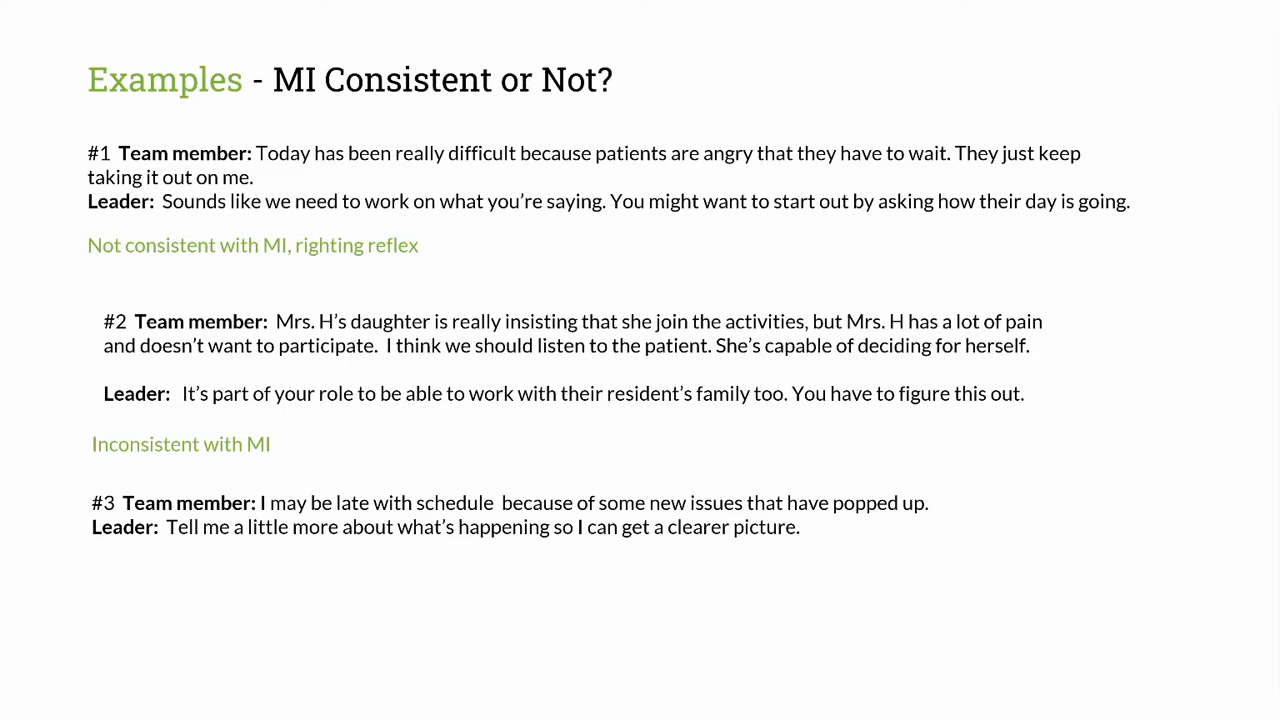 Examples - MI Consistent or Not?
#1 Team member: Today has been really difficult because patients are angry that they have to wait. They just keep
taking it out on me.
Leader: Sounds like we need to work on what you're saying. You might want to start out by asking how their day is going.
Not consistent with MI, righting reflex
#2 Team member: Mrs. H's daughter is really insisting that she join the activities, but Mrs. H has a lot of pain
and doesn't want to participate. I think we should listen to the patient. She's capable of deciding for herself.
Leader: It's part of your role to be able to work with their resident's family too. You have to figure this out.
Inconsistent with MI
#3 Team member: I may be late with schedule because of some new issues that have popped up.
Leader: Tell me a little more about what's happening so I can get a clearer picture.